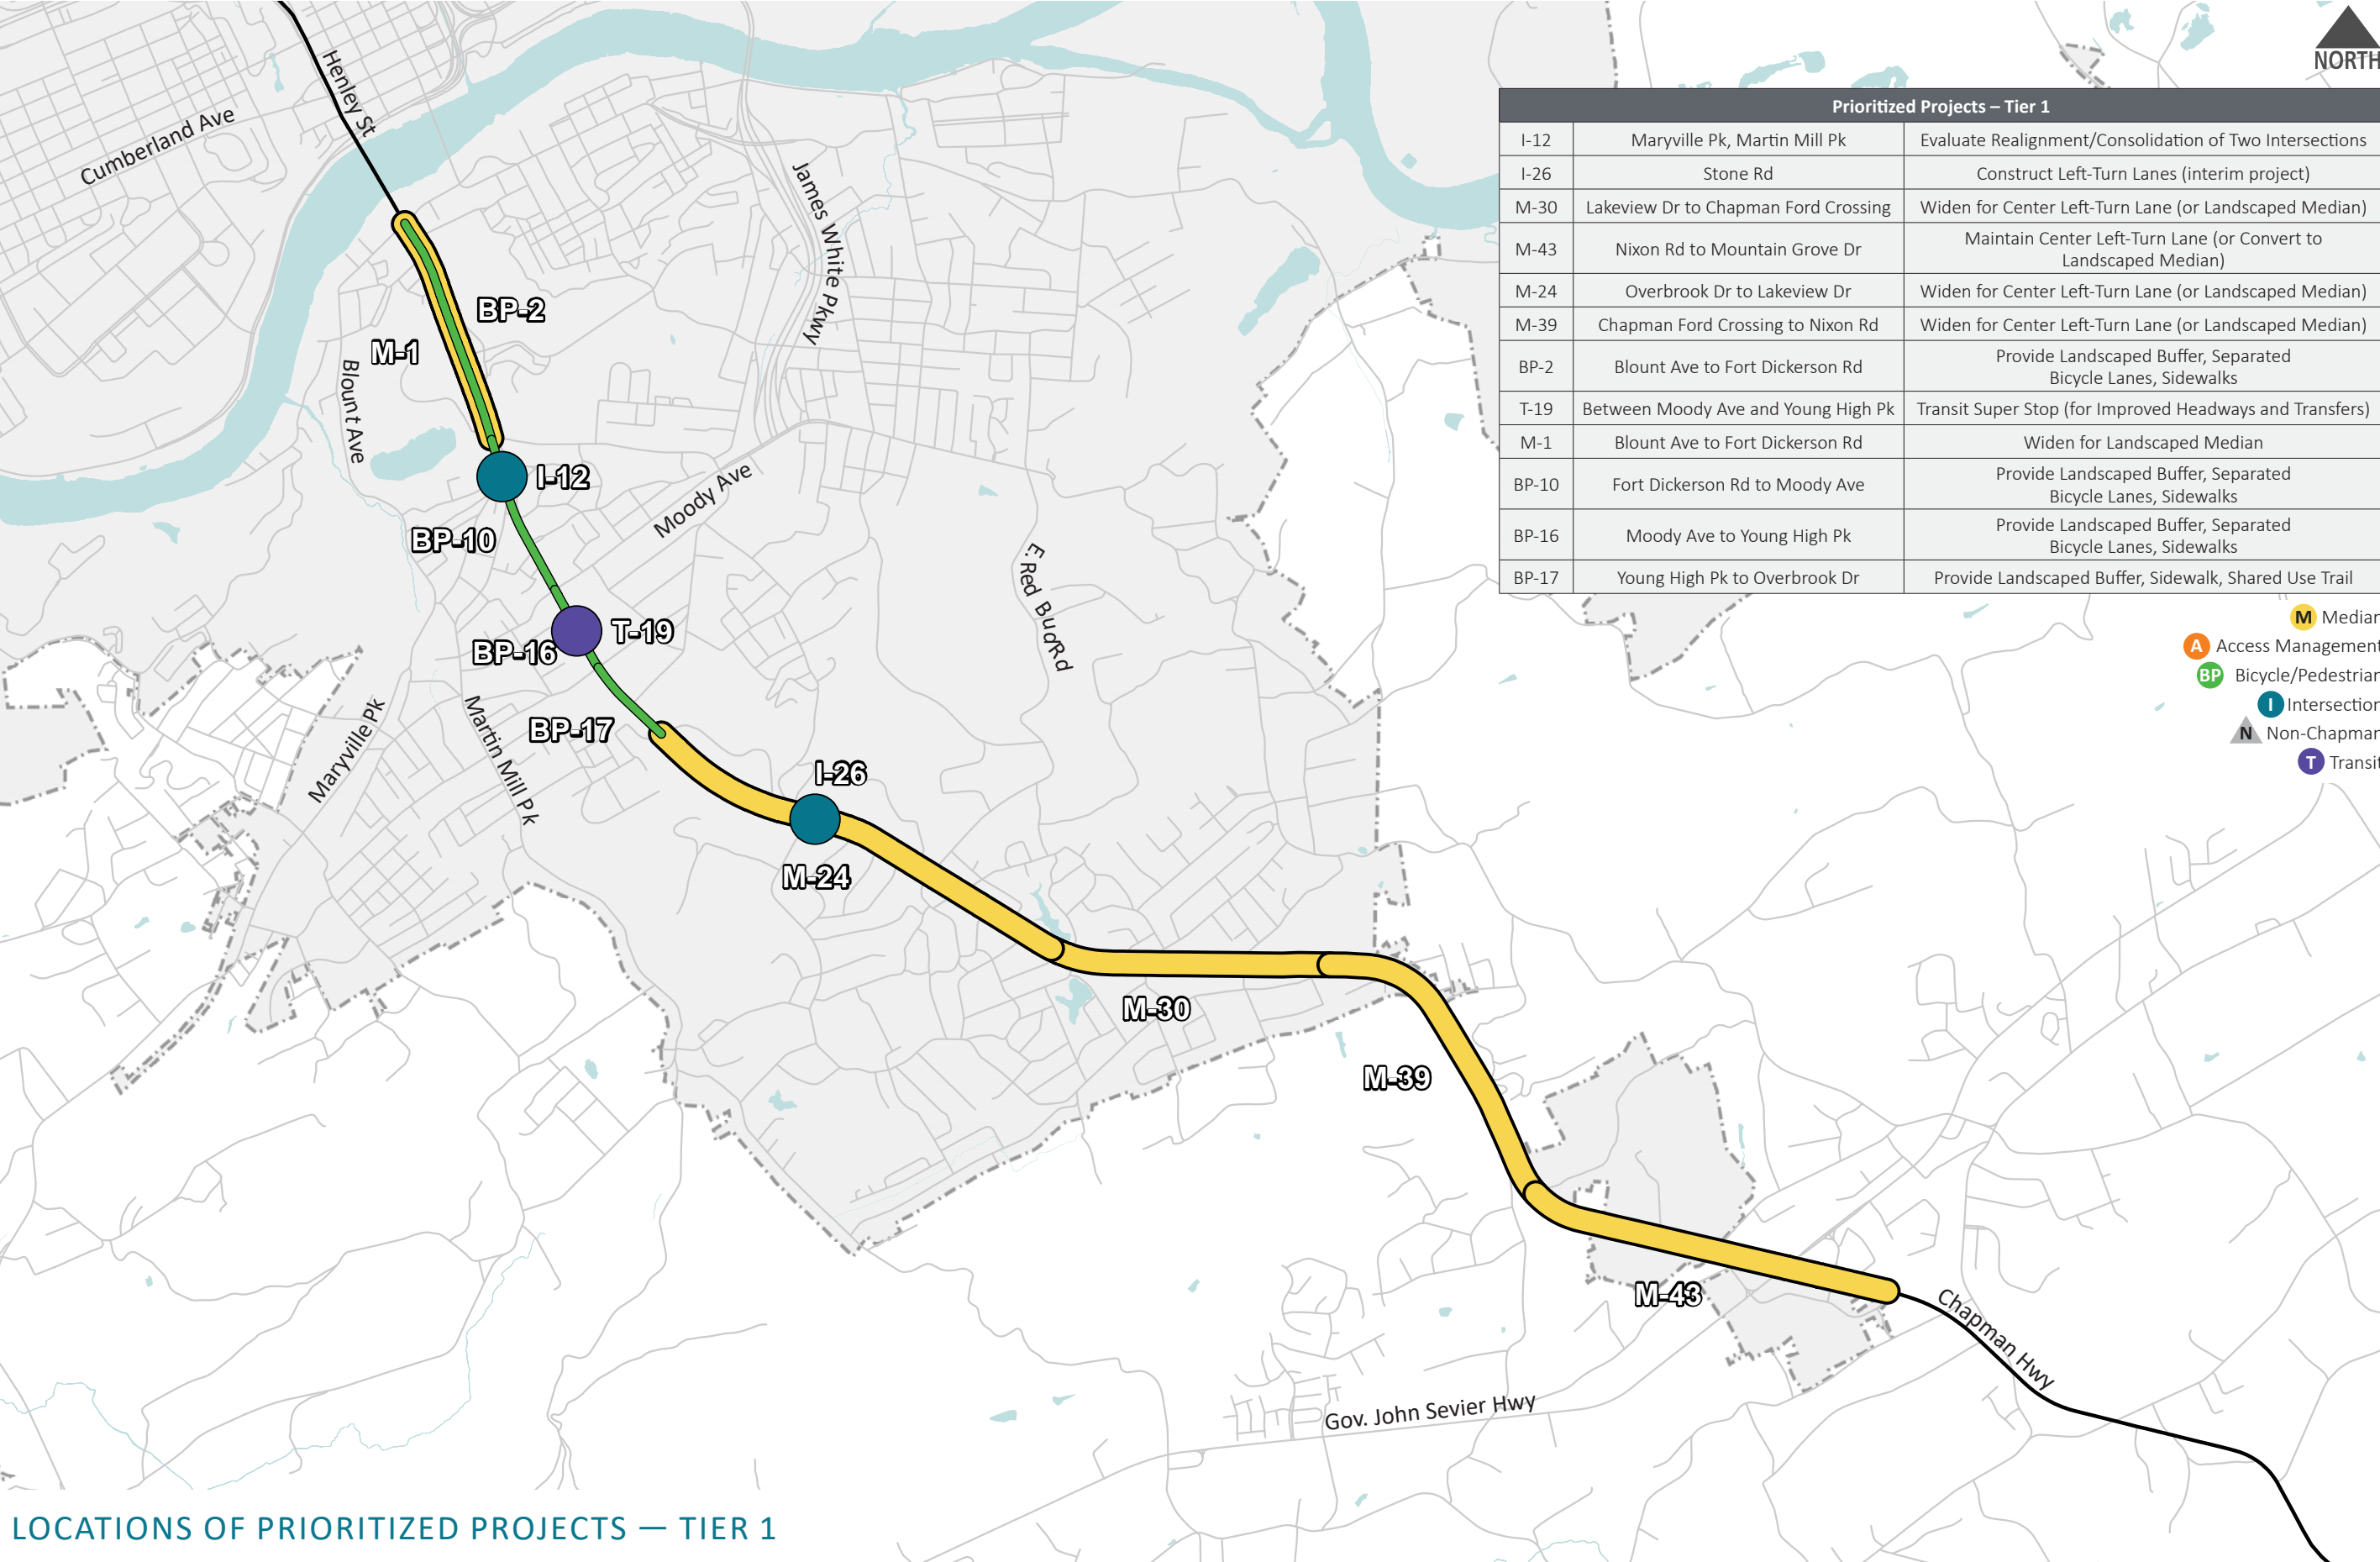 NORTH
Henley St
Cumberland Ave
James White Pkwy
BP-2
M-1
Blount Ave
I-12
Moody Ave
BP-10
E. Red Bud Rd
T-19
BP-16
Maryville Pk
Martin Mill Pk
BP-17
I-26
M-24
M-30
M-39
M-43
Chapman Hwy
Gov. John Sevier Hwy
Prioritized Projects – Tier 1
I-12 Maryville Pk, Martin Mill Pk Evaluate Realignment/Consolidation of Two Intersections
I-26 Stone Rd Construct Left-Turn Lanes (interim project)
M-30 Lakeview Dr to Chapman Ford Crossing Widen for Center Left-Turn Lane (or Landscaped Median)
M-43 Nixon Rd to Mountain Grove Dr Maintain Center Left-Turn Lane (or Convert to
Landscaped Median)
M-24 Overbrook Dr to Lakeview Dr Widen for Center Left-Turn Lane (or Landscaped Median)
M-39 Chapman Ford Crossing to Nixon Rd Widen for Center Left-Turn Lane (or Landscaped Median)
BP-2 Blount Ave to Fort Dickerson Rd Provide Landscaped Buffer, Separated
Bicycle Lanes, Sidewalks
T-19 Between Moody Ave and Young High Pk Transit Super Stop (for Improved Headways and Transfers)
M-1 Blount Ave to Fort Dickerson Rd Widen for Landscaped Median
BP-10 Fort Dickerson Rd to Moody Ave Provide Landscaped Buffer, Separated
Bicycle Lanes, Sidewalks
BP-16 Moody Ave to Young High Pk Provide Landscaped Buffer, Separated
Bicycle Lanes, Sidewalks
BP-17 Young High Pk to Overbrook Dr Provide Landscaped Buffer, Sidewalk, Shared Use Trail
M Median
A Access Management
BP Bicycle/Pedestrian
I Intersection
N Non-Chapman
T Transit
LOCATIONS OF PRIORITIZED PROJECTS — TIER 1